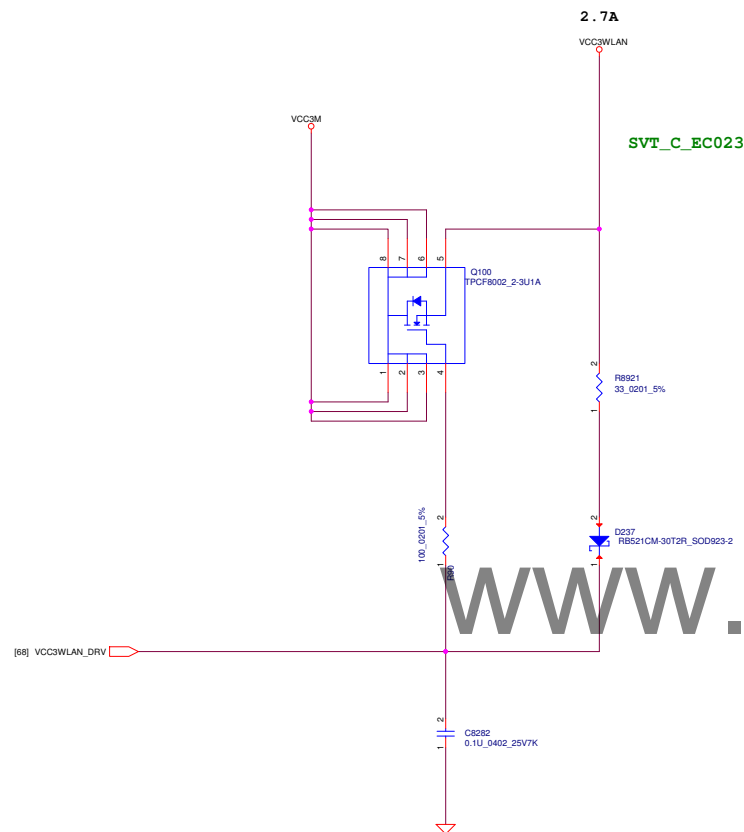 2.7A
VCC3WLAN
VCC3M
SVT_C_EC023
8
7
6
5
Q100
TPCF8002_2-3U1A
1
2
3
4
2
R8921
33_0201_5%
1
2
100_0201_5%
1
R90
2
D237
RB521CM-30T2R_SOD923-2
1
www.
[68] VCC3WLAN_DRV
2
C8282
0.1U_0402_25V7K
1